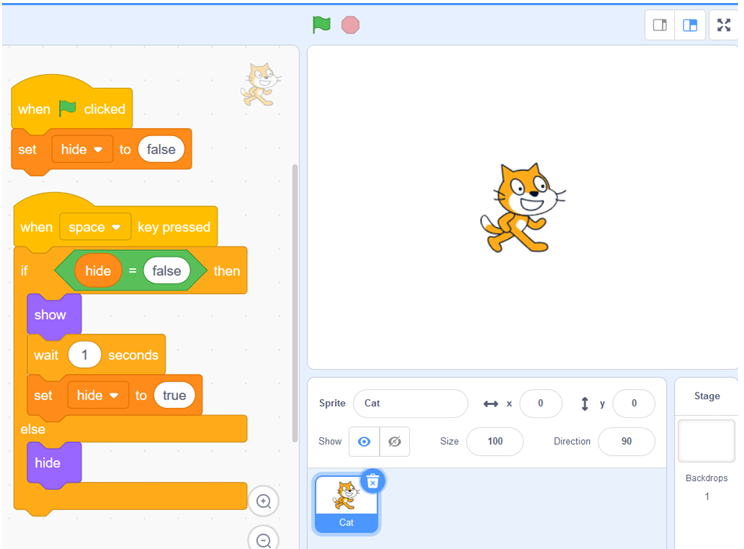 when clicked
set hide to false
when space key pressed
if hide = false then
show
wait 1 seconds
set hide to true
else
hide
Sprite Cat x 0 y 0
Show Size 100 Direction 90
Cat
Stage
Backdrops
1